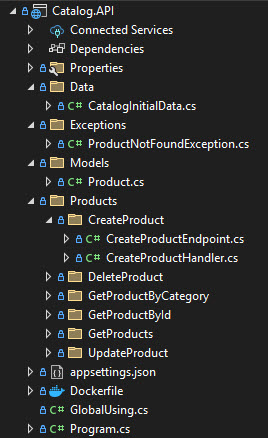 Catalog.API
Connected Services
Dependencies
Properties
Data
C# CatalogInitialData.cs
Exceptions
C# ProductNotFoundException.cs
Models
C# Product.cs
Products
CreateProduct
C# CreateProductEndpoint.cs
C# CreateProductHandler.cs
DeleteProduct
GetProductByCategory
GetProductById
GetProducts
UpdateProduct
appsettings.json
Dockerfile
C# GlobalUsing.cs
C# Program.cs